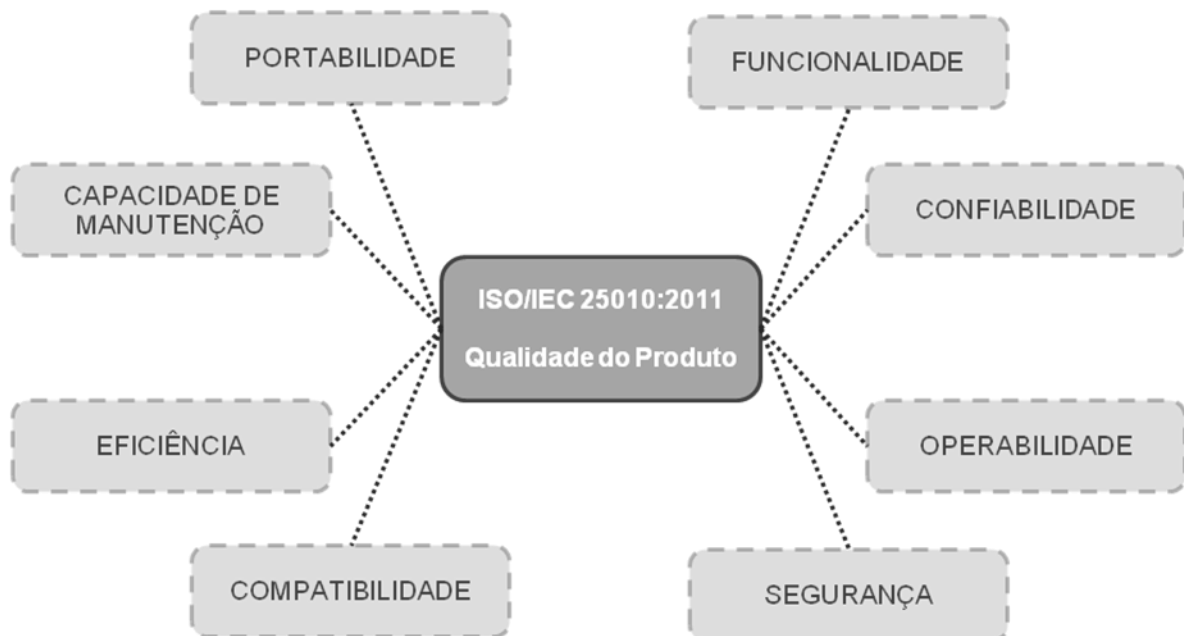 PORTABILIDADE
FUNCIONALIDADE
CAPACIDADE DE
MANUTENÇÃO
CONFIABILIDADE
ISO/IEC 25010:2011
Qualidade do Produto
EFICIÊNCIA
OPERABILIDADE
COMPATIBILIDADE
SEGURANÇA